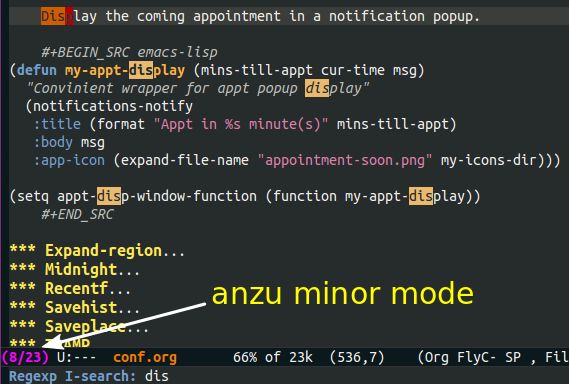 Display the coming appointment in a notification popup.
#+BEGIN_SRC emacs-lisp
(defun my-appt-display (mins-till-appt cur-time msg)
"Convinient wrapper for appt popup display"
(notifications-notify
:title (format "Appt in %s minute(s)" mins-till-appt)
:body msg
:app-icon (expand-file-name "appointment-soon.png" my-icons-dir)))
(setq appt-disp-window-function (function my-appt-display))
#+END_SRC
*** Expand-region...
*** Midnight...
*** Recentf...
*** Savehist...
anzu minor mode
*** Saveplace...
***
(8/23) U:--- conf.org 66% of 23k (536,7) (Org FlyC- SP , Fil
Regexp I-search: dis